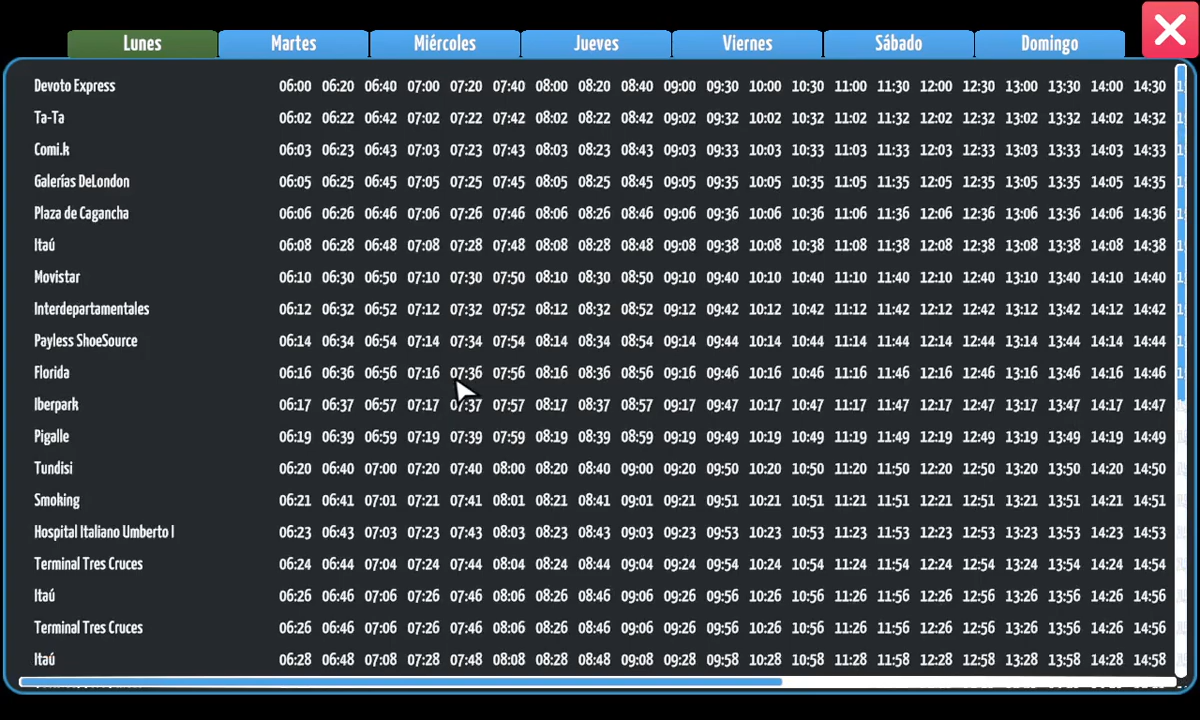 Lunes Martes Miércoles Jueves Viernes Sábado Domingo
Devoto Express 06:00 06:20 06:40 07:00 07:20 07:40 08:00 08:20 08:40 09:00 09:30 10:00 10:30 11:00 11:30 12:00 12:30 13:00 13:30 14:00 14:30
Ta-Ta 06:02 06:22 06:42 07:02 07:22 07:42 08:02 08:22 08:42 09:02 09:32 10:02 10:32 11:02 11:32 12:02 12:32 13:02 13:32 14:02 14:32
Comi.k 06:03 06:23 06:43 07:03 07:23 07:43 08:03 08:23 08:43 09:03 09:33 10:03 10:33 11:03 11:33 12:03 12:33 13:03 13:33 14:03 14:33
Galerías DeLondon 06:05 06:25 06:45 07:05 07:25 07:45 08:05 08:25 08:45 09:05 09:35 10:05 10:35 11:05 11:35 12:05 12:35 13:05 13:35 14:05 14:35
Plaza de Cagancha 06:06 06:26 06:46 07:06 07:26 07:46 08:06 08:26 08:46 09:06 09:36 10:06 10:36 11:06 11:36 12:06 12:36 13:06 13:36 14:06 14:36
Itaú 06:08 06:28 06:48 07:08 07:28 07:48 08:08 08:28 08:48 09:08 09:38 10:08 10:38 11:08 11:38 12:08 12:38 13:08 13:38 14:08 14:38
Movistar 06:10 06:30 06:50 07:10 07:30 07:50 08:10 08:30 08:50 09:10 09:40 10:10 10:40 11:10 11:40 12:10 12:40 13:10 13:40 14:10 14:40
Interdepartamentales 06:12 06:32 06:52 07:12 07:32 07:52 08:12 08:32 08:52 09:12 09:42 10:12 10:42 11:12 11:42 12:12 12:42 13:12 13:42 14:12 14:42
Payless ShoeSource 06:14 06:34 06:54 07:14 07:34 07:54 08:14 08:34 08:54 09:14 09:44 10:14 10:44 11:14 11:44 12:14 12:44 13:14 13:44 14:14 14:44
Florida 06:16 06:36 06:56 07:16 07:36 07:56 08:16 08:36 08:56 09:16 09:46 10:16 10:46 11:16 11:46 12:16 12:46 13:16 13:46 14:16 14:46
Iberpark 06:17 06:37 06:57 07:17 07:37 07:57 08:17 08:37 08:57 09:17 09:47 10:17 10:47 11:17 11:47 12:17 12:47 13:17 13:47 14:17 14:47
Pigalle 06:19 06:39 06:59 07:19 07:39 07:59 08:19 08:39 08:59 09:19 09:49 10:19 10:49 11:19 11:49 12:19 12:49 13:19 13:49 14:19 14:49
Tundisi 06:20 06:40 07:00 07:20 07:40 08:00 08:20 08:40 09:00 09:20 09:50 10:20 10:50 11:20 11:50 12:20 12:50 13:20 13:50 14:20 14:50
Smoking 06:21 06:41 07:01 07:21 07:41 08:01 08:21 08:41 09:01 09:21 09:51 10:21 10:51 11:21 11:51 12:21 12:51 13:21 13:51 14:21 14:51
Hospital Italiano Umberto I 06:23 06:43 07:03 07:23 07:43 08:03 08:23 08:43 09:03 09:23 09:53 10:23 10:53 11:23 11:53 12:23 12:53 13:23 13:53 14:23 14:53
Terminal Tres Cruces 06:24 06:44 07:04 07:24 07:44 08:04 08:24 08:44 09:04 09:24 09:54 10:24 10:54 11:24 11:54 12:24 12:54 13:24 13:54 14:24 14:54
Itaú 06:26 06:46 07:06 07:26 07:46 08:06 08:26 08:46 09:06 09:26 09:56 10:26 10:56 11:26 11:56 12:26 12:56 13:26 13:56 14:26 14:56
Terminal Tres Cruces 06:26 06:46 07:06 07:26 07:46 08:06 08:26 08:46 09:06 09:26 09:56 10:26 10:56 11:26 11:56 12:26 12:56 13:26 13:56 14:26 14:56
Itaú 06:28 06:48 07:08 07:28 07:48 08:08 08:28 08:48 09:08 09:28 09:58 10:28 10:58 11:28 11:58 12:28 12:58 13:28 13:58 14:28 14:58